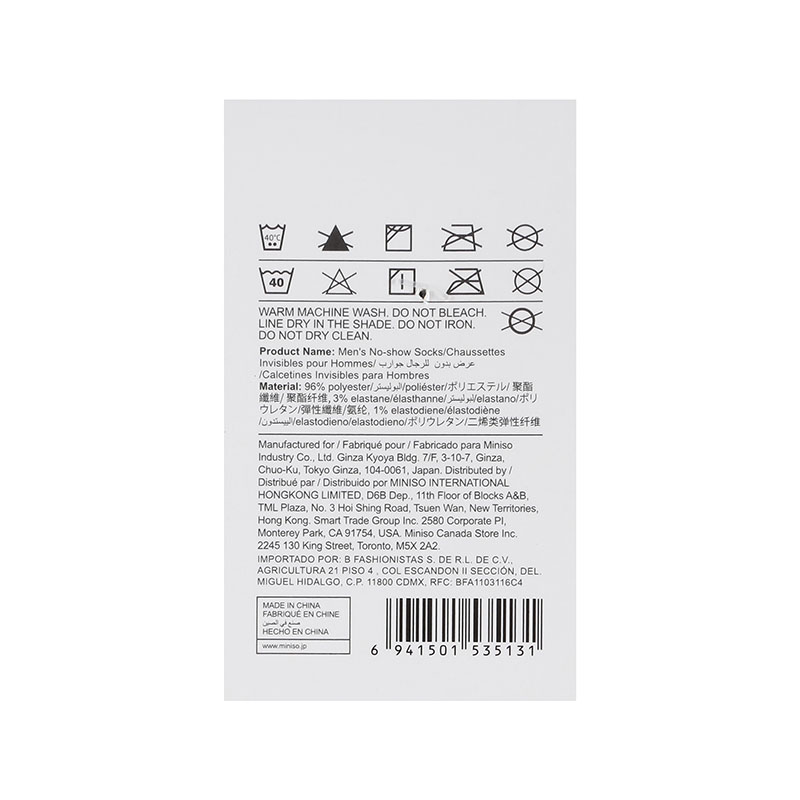 40°C
40
WARM MACHINE WASH. DO NOT BLEACH.
LINE DRY IN THE SHADE. DO NOT IRON.
DO NOT DRY CLEAN.
Product Name: Men's No-show Socks/Chaussettes
Invisibles pour Hommes/ عرض بدون للرجال جوارب
/Calcetines Invisibles para Hombres
Material: 96% polyester/البوليستر/poliéster/ポリエステル/ 聚酯
纖維/ 聚酯纤维, 3% elastane/élasthanne/البوليستر/elastano/ポリ
ウレタン/彈性纖維/氨纶, 1% elastodiene/élastodiène
/البيستدون/elastodieno/elastodieno/ポリウレタン/二烯类弹性纤维
Manufactured for / Fabriqué pour / Fabricado para Miniso
Industry Co., Ltd. Ginza Kyoya Bldg. 7/F, 3-10-7, Ginza,
Chuo-Ku, Tokyo Ginza, 104-0061, Japan. Distributed by /
Distribué par / Distribuido por MINISO INTERNATIONAL
HONGKONG LIMITED, D6B Dep., 11th Floor of Blocks A&B,
TML Plaza, No. 3 Hoi Shing Road, Tsuen Wan, New Territories,
Hong Kong. Smart Trade Group Inc. 2580 Corporate Pl,
Monterey Park, CA 91754, USA. Miniso Canada Store Inc.
2245 130 King Street, Toronto, M5X 2A2.
IMPORTADO POR: B FASHIONISTAS S. DE R.L. DE C.V.,
AGRICULTURA 21 PISO 4 , COL ESCANDON II SECCIÓN, DEL.
MIGUEL HIDALGO, C.P. 11800 CDMX, RFC: BFA1103116C4
MADE IN CHINA
FABRIQUÉ EN CHINE
صنع في الصين
HECHO EN CHINA
www.miniso.jp
6 941501 535131